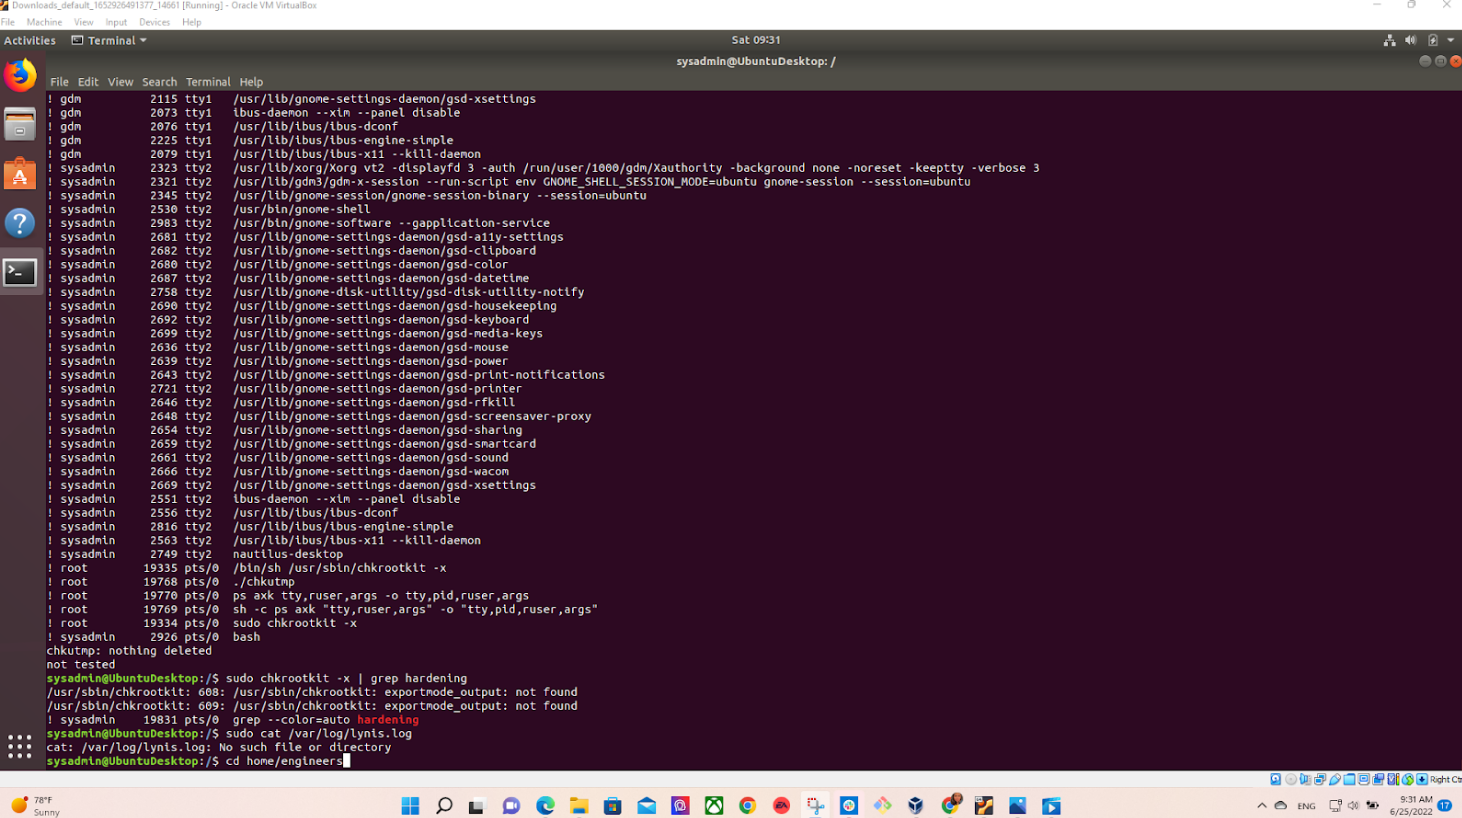 Downloads_default_1652926491377_14661 [Running] - Oracle VM VirtualBox
File Machine View Input Devices Help
Activities Terminal Sat 09:31
sysadmin@UbuntuDesktop: /
File Edit View Search Terminal Help
! gdm 2115 tty1 /usr/lib/gnome-settings-daemon/gsd-xsettings
! gdm 2073 tty1 ibus-daemon --xim --panel disable
! gdm 2076 tty1 /usr/lib/ibus/ibus-dconf
! gdm 2225 tty1 /usr/lib/ibus/ibus-engine-simple
! gdm 2079 tty1 /usr/lib/ibus/ibus-x11 --kill-daemon
! sysadmin 2323 tty2 /usr/lib/xorg/Xorg vt2 -displayfd 3 -auth /run/user/1000/gdm/Xauthority -background none -noreset -keeptty -verbose 3
! sysadmin 2321 tty2 /usr/lib/gdm3/gdm-x-session --run-script env GNOME_SHELL_SESSION_MODE=ubuntu gnome-session --session=ubuntu
! sysadmin 2345 tty2 /usr/lib/gnome-session/gnome-session-binary --session=ubuntu
! sysadmin 2530 tty2 /usr/bin/gnome-shell
! sysadmin 2983 tty2 /usr/bin/gnome-software --gapplication-service
! sysadmin 2681 tty2 /usr/lib/gnome-settings-daemon/gsd-a11y-settings
! sysadmin 2682 tty2 /usr/lib/gnome-settings-daemon/gsd-clipboard
! sysadmin 2680 tty2 /usr/lib/gnome-settings-daemon/gsd-color
! sysadmin 2687 tty2 /usr/lib/gnome-settings-daemon/gsd-datetime
! sysadmin 2758 tty2 /usr/lib/gnome-disk-utility/gsd-disk-utility-notify
! sysadmin 2690 tty2 /usr/lib/gnome-settings-daemon/gsd-housekeeping
! sysadmin 2692 tty2 /usr/lib/gnome-settings-daemon/gsd-keyboard
! sysadmin 2699 tty2 /usr/lib/gnome-settings-daemon/gsd-media-keys
! sysadmin 2636 tty2 /usr/lib/gnome-settings-daemon/gsd-mouse
! sysadmin 2639 tty2 /usr/lib/gnome-settings-daemon/gsd-power
! sysadmin 2643 tty2 /usr/lib/gnome-settings-daemon/gsd-print-notifications
! sysadmin 2721 tty2 /usr/lib/gnome-settings-daemon/gsd-printer
! sysadmin 2646 tty2 /usr/lib/gnome-settings-daemon/gsd-rfkill
! sysadmin 2648 tty2 /usr/lib/gnome-settings-daemon/gsd-screensaver-proxy
! sysadmin 2654 tty2 /usr/lib/gnome-settings-daemon/gsd-sharing
! sysadmin 2659 tty2 /usr/lib/gnome-settings-daemon/gsd-smartcard
! sysadmin 2661 tty2 /usr/lib/gnome-settings-daemon/gsd-sound
! sysadmin 2666 tty2 /usr/lib/gnome-settings-daemon/gsd-wacom
! sysadmin 2669 tty2 /usr/lib/gnome-settings-daemon/gsd-xsettings
! sysadmin 2551 tty2 ibus-daemon --xim --panel disable
! sysadmin 2556 tty2 /usr/lib/ibus/ibus-dconf
! sysadmin 2816 tty2 /usr/lib/ibus/ibus-engine-simple
! sysadmin 2563 tty2 /usr/lib/ibus/ibus-x11 --kill-daemon
! sysadmin 2749 tty2 nautilus-desktop
! root 19335 pts/0 /bin/sh /usr/sbin/chkrootkit -x
! root 19768 pts/0 ./chkutmp
! root 19770 pts/0 ps axk tty,ruser,args -o tty,pid,ruser,args
! root 19769 pts/0 sh -c ps axk "tty,ruser,args" -o "tty,pid,ruser,args"
! root 19334 pts/0 sudo chkrootkit -x
! sysadmin 2926 pts/0 bash
chkutmp: nothing deleted
not tested
sysadmin@UbuntuDesktop:/$ sudo chkrootkit -x | grep hardening
/usr/sbin/chkrootkit: 608: /usr/sbin/chkrootkit: exportmode_output: not found
/usr/sbin/chkrootkit: 609: /usr/sbin/chkrootkit: exportmode_output: not found
! sysadmin 19831 pts/0 grep --color=auto hardening
sysadmin@UbuntuDesktop:/$ sudo cat /var/log/lynis.log
cat: /var/log/lynis.log: No such file or directory
sysadmin@UbuntuDesktop:/$ cd home/engineers
Right Ct
78°F
Sunny
ENG
9:31 AM
6/25/2022
17